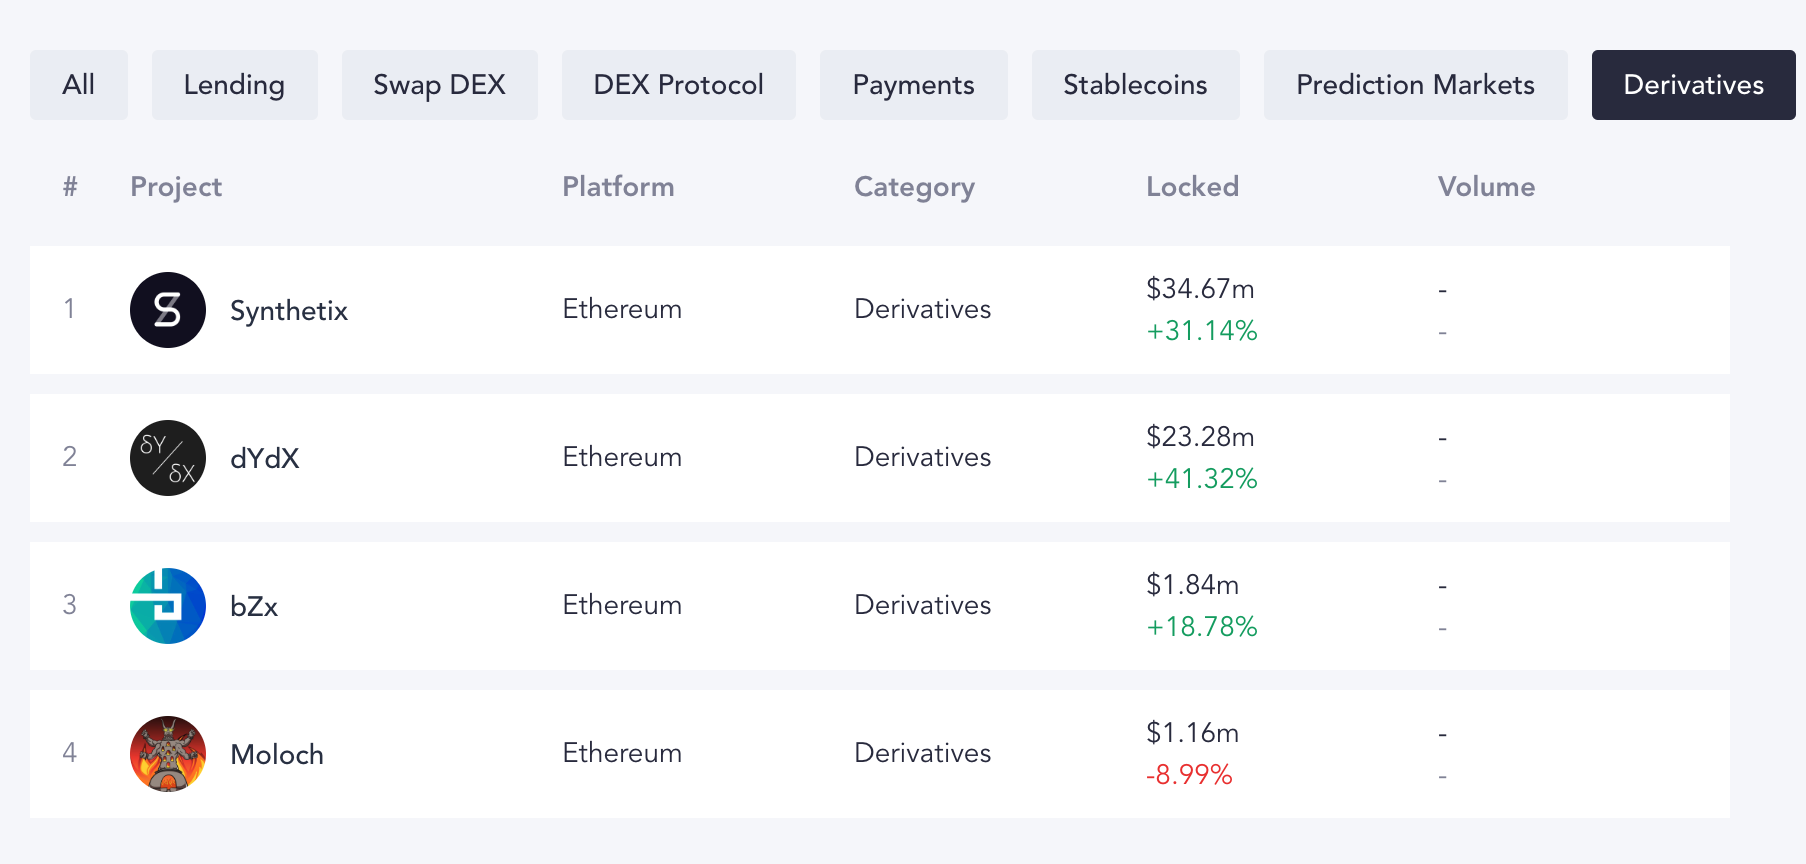 All Lending Swap DEX DEX Protocol Payments Stablecoins Prediction Markets Derivatives
# Project Platform Category Locked Volume
1 Synthetix Ethereum Derivatives $34.67m -
+31.14% -
2 δY/δX dYdX Ethereum Derivatives $23.28m -
+41.32% -
3 bZx Ethereum Derivatives $1.84m -
+18.78% -
4 Moloch Ethereum Derivatives $1.16m -
-8.99% -